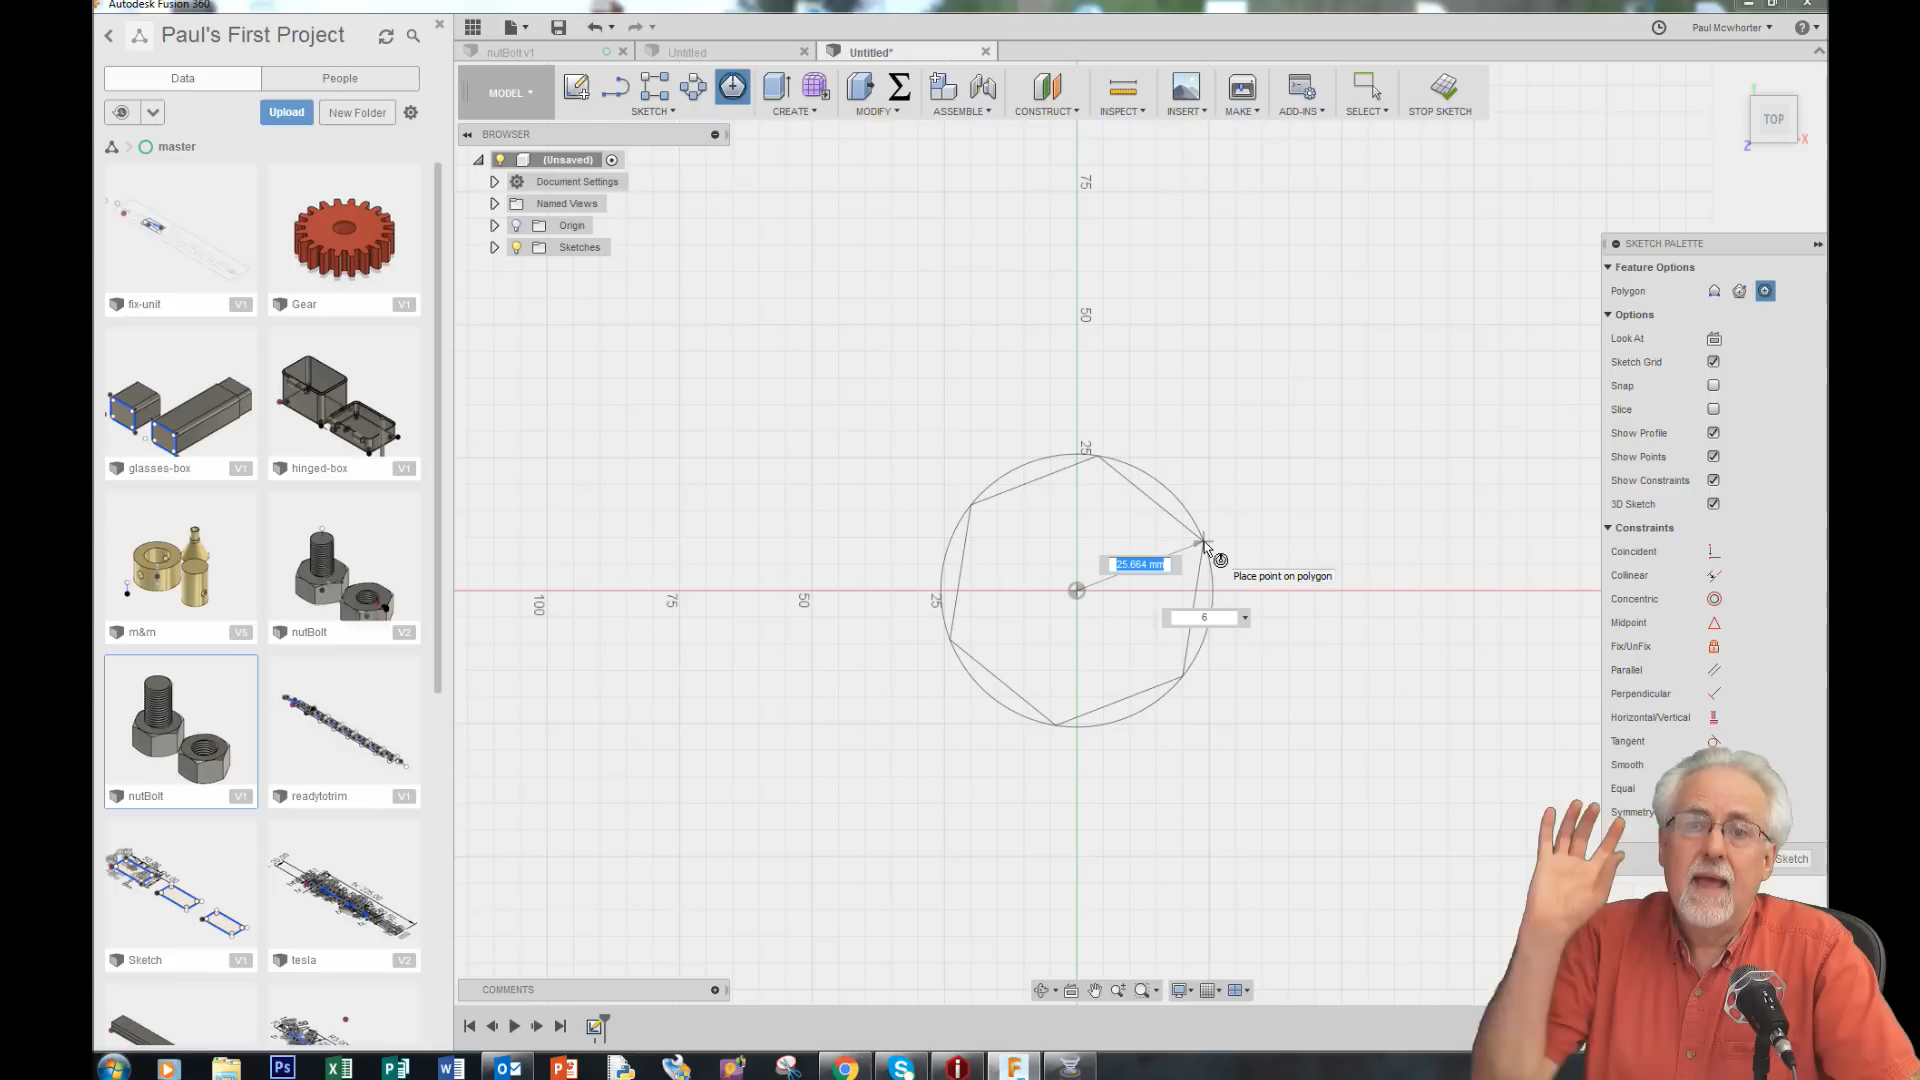 Autodesk Fusion 360
Paul's First Project
Data
People
Upload
New Folder
master
fix-unit
V1
Gear
V1
glasses-box
V1
hinged-box
V1
m&m
V5
nutBolt
V2
nutBolt
V1
readytotrim
V1
Sketch
V1
tesla
V2
Paul Mcwhorter
nutBolt v1
Untitled
Untitled*
MODEL
SKETCH
CREATE
MODIFY
ASSEMBLE
CONSTRUCT
INSPECT
INSERT
MAKE
ADD-INS
SELECT
STOP SKETCH
BROWSER
(Unsaved)
Document Settings
Named Views
Origin
Sketches
TOP
X
Y
Z
75
50
25
100
75
50
25
25.664 mm
Place point on polygon
6
SKETCH PALETTE
Feature Options
Polygon
Options
Look At
Sketch Grid
Snap
Slice
Show Profile
Show Points
Show Constraints
3D Sketch
Constraints
Coincident
Collinear
Concentric
Midpoint
Fix/UnFix
Parallel
Perpendicular
Horizontal/Vertical
Tangent
Smooth
Equal
Symmetry
Sketch
COMMENTS